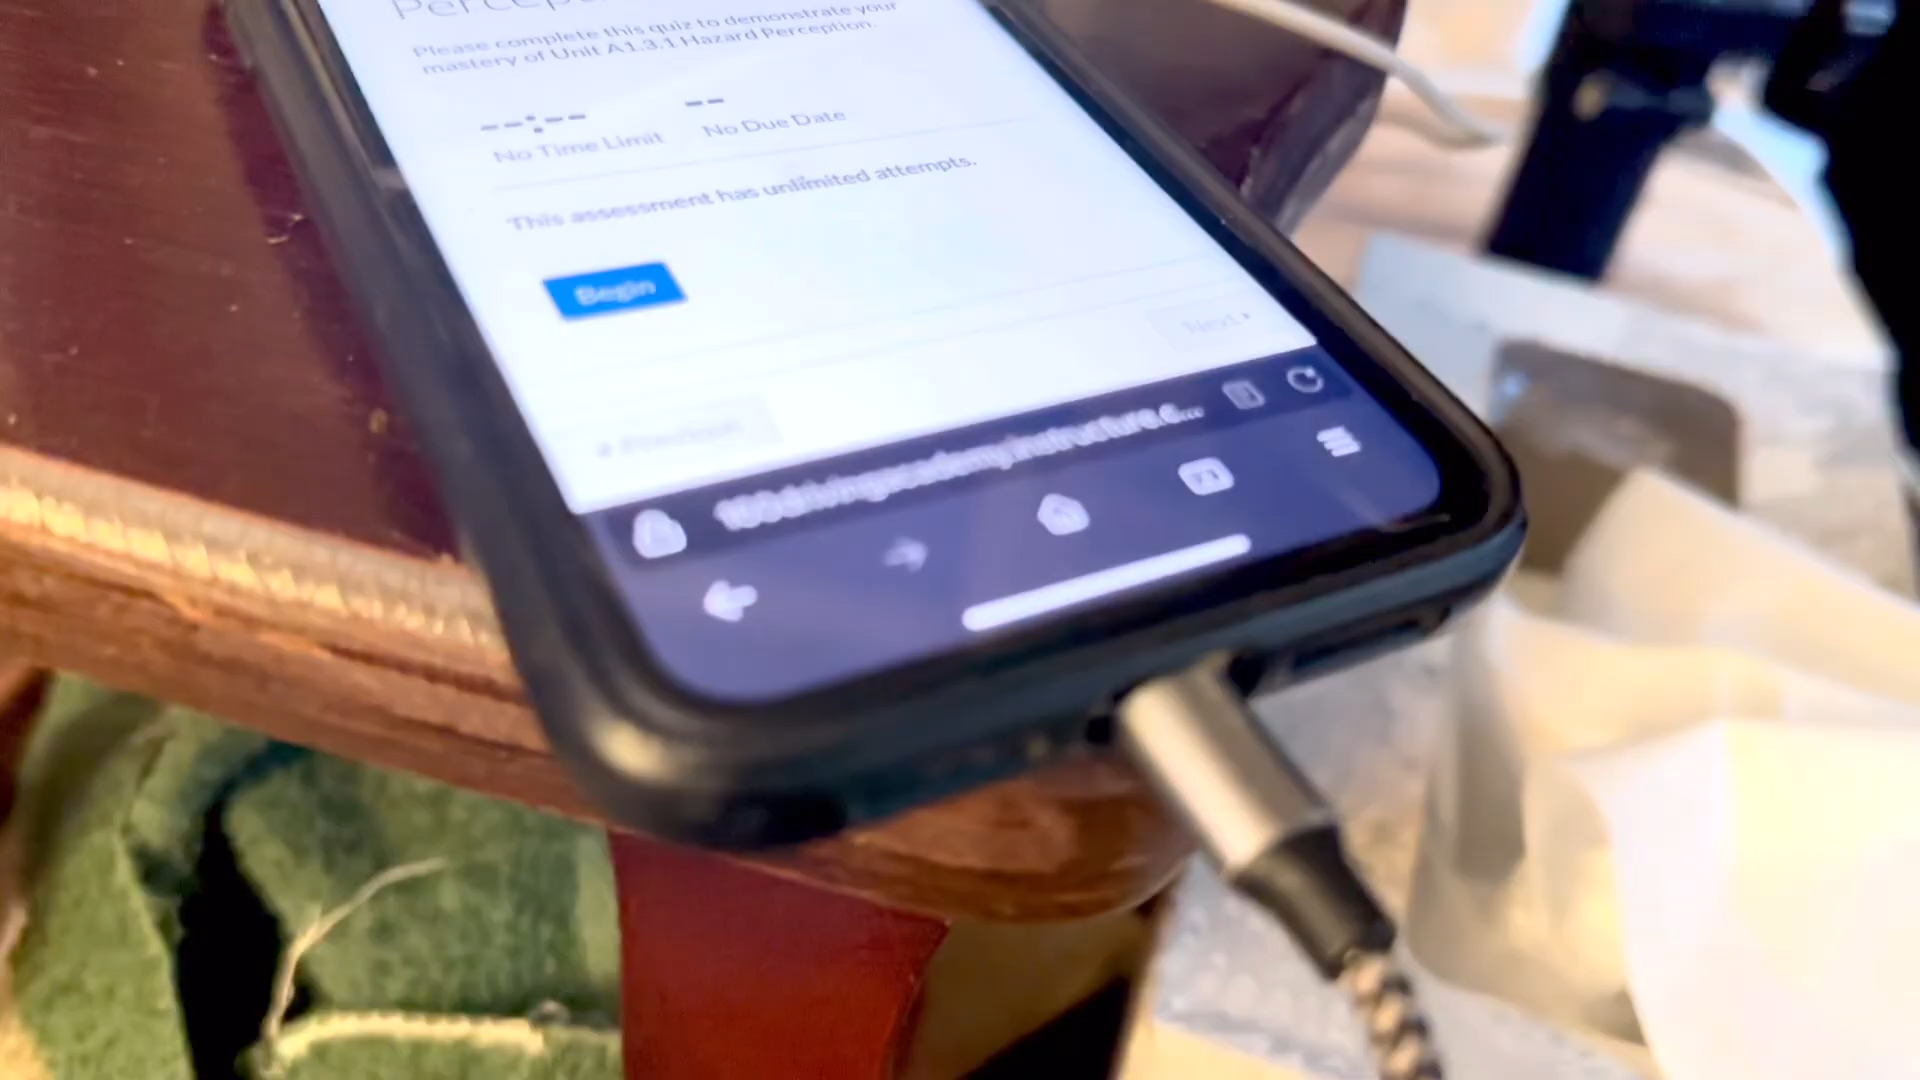 Please complete this quiz to demonstrate your
mastery of Unit A1.3.1 Hazard Perception.
--:-- --
No Time Limit No Due Date
This assessment has unlimited attempts.
Begin
Next